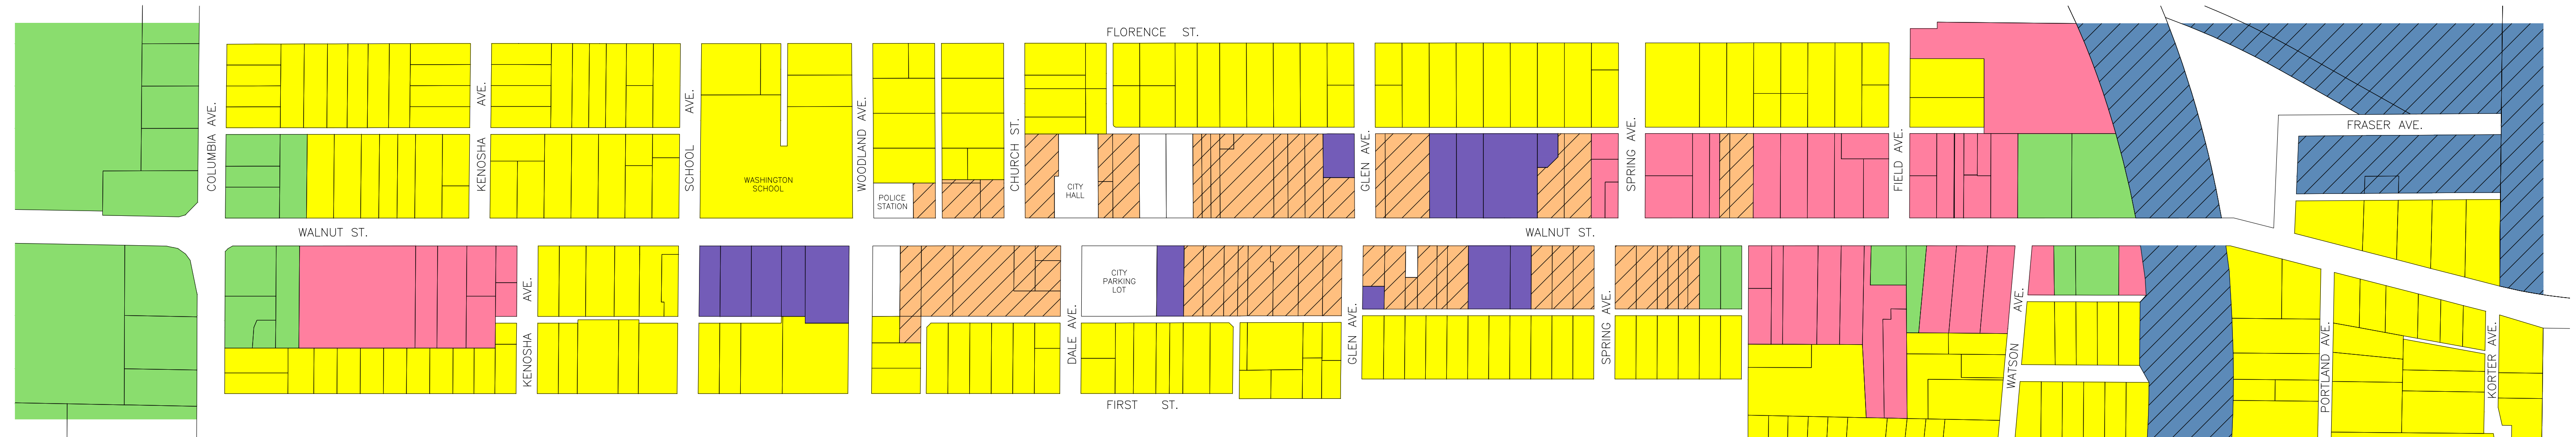 FLORENCE ST.
COLUMBIA AVE.
KENOSHA AVE.
SCHOOL AVE.
WOODLAND AVE.
CHURCH ST.
GLEN AVE.
SPRING AVE.
FIELD AVE.
FRASER AVE.
WASHINGTON
SCHOOL
POLICE
STATION
CITY
HALL
WALNUT ST.
WALNUT ST.
CITY
PARKING
LOT
KENOSHA AVE.
DALE AVE.
GLEN AVE.
SPRING AVE.
WATSON AVE.
PORTLAND AVE.
KORTER AVE.
FIRST ST.